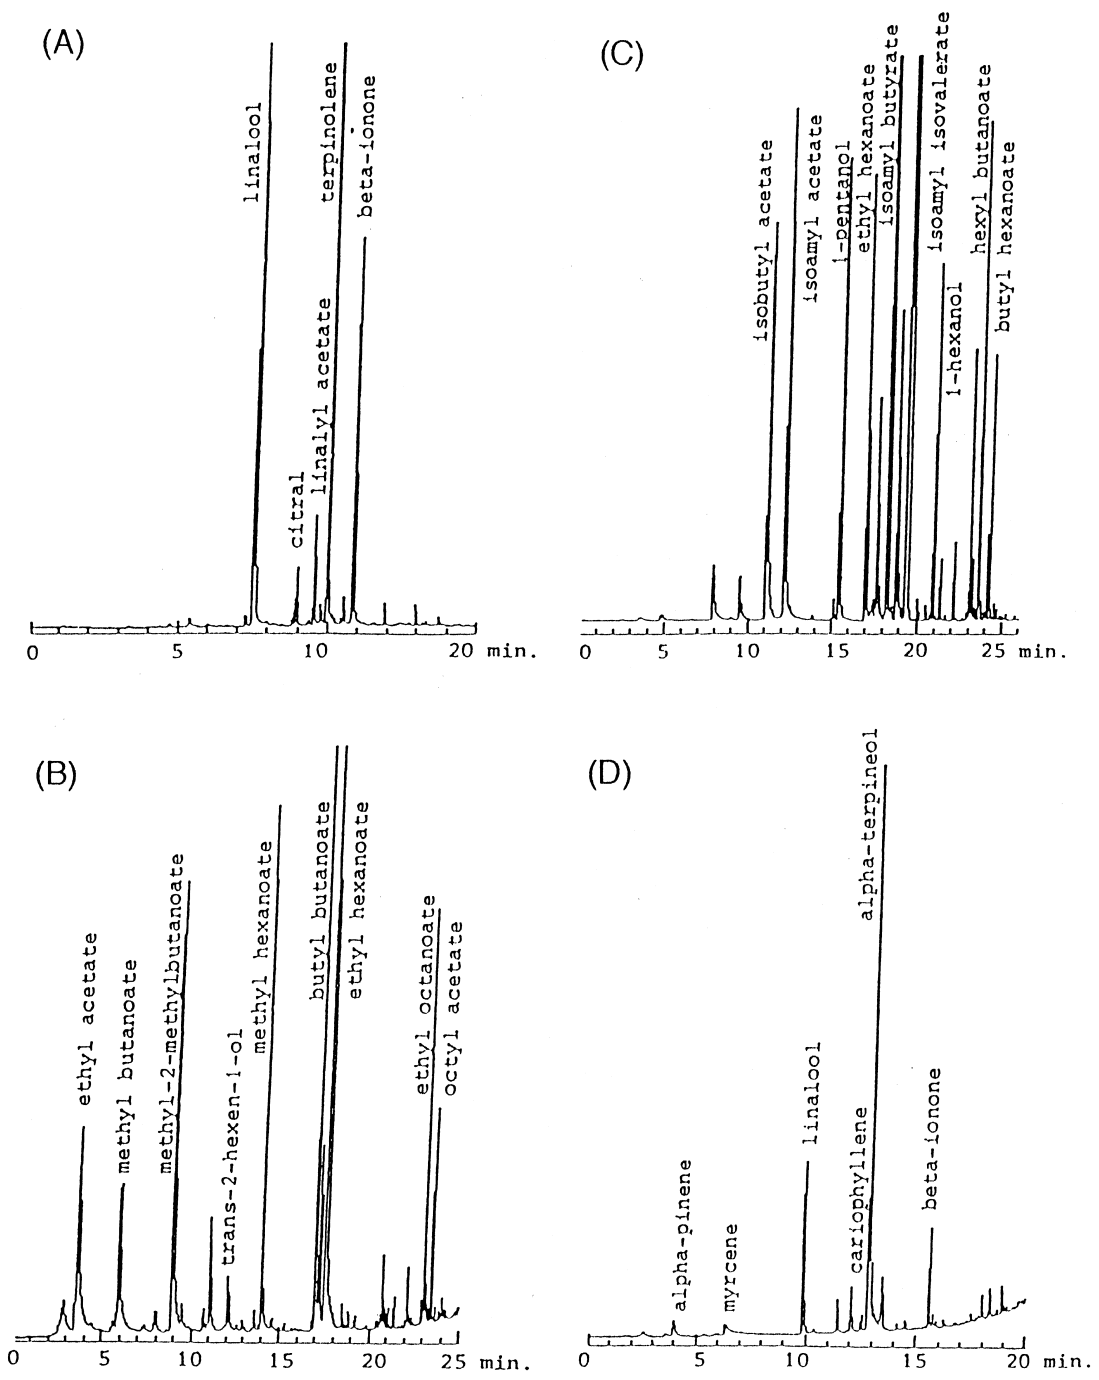 (A)
linalool
citral
linalyl acetate
terpinolene
beta-ionone
0 5 10 20 min.
(C)
isobutyl acetate
isoamyl acetate
1-pentanol
ethyl hexanoate
isoamyl butyrate
isoamyl isovalerate
1-hexanol
hexyl butanoate
butyl hexanoate
0 5 10 15 20 25 min.
(B)
ethyl acetate
methyl butanoate
methyl-2-methylbutanoate
trans-2-hexen-1-ol
methyl hexanoate
butyl butanoate
ethyl hexanoate
ethyl octanoate
octyl acetate
0 5 10 15 20 25 min.
(D)
alpha-pinene
myrcene
linalool
cariophyllene
alpha-terpineol
beta-ionone
0 5 10 15 20 min.